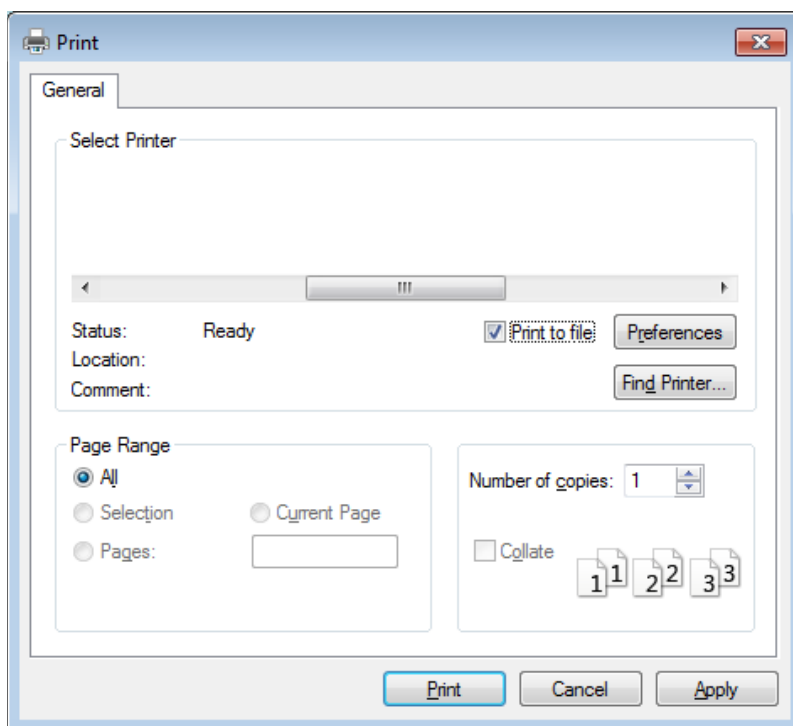 Print
General
Select Printer
Status: Ready
Print to file
Preferences
Location:
Comment:
Find Printer...
Page Range
All
Selection
Current Page
Pages:
Number of copies: 1
Collate
1 1 2 2 3 3
Print Cancel Apply